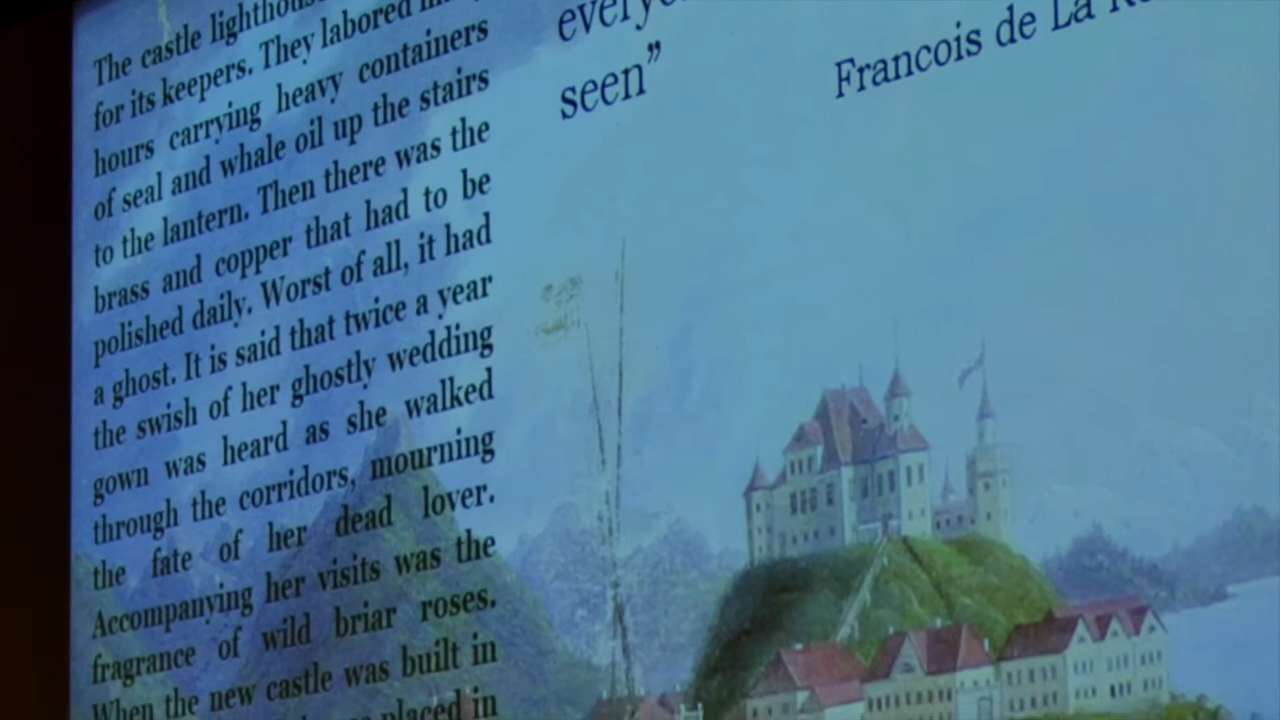 The castle lighthouse
for its keepers. They labored
hours carrying heavy containers
of seal and whale oil up the stairs
to the lantern. Then there was the
brass and copper that had to be
polished daily. Worst of all, it had
a ghost. It is said that twice a year
the swish of her ghostly wedding
gown was heard as she walked
through the corridors, mourning
the fate of her dead lover.
Accompanying her visits was the
fragrance of wild briar roses.
When the new castle was built in
placed in
seen”
Francois de La